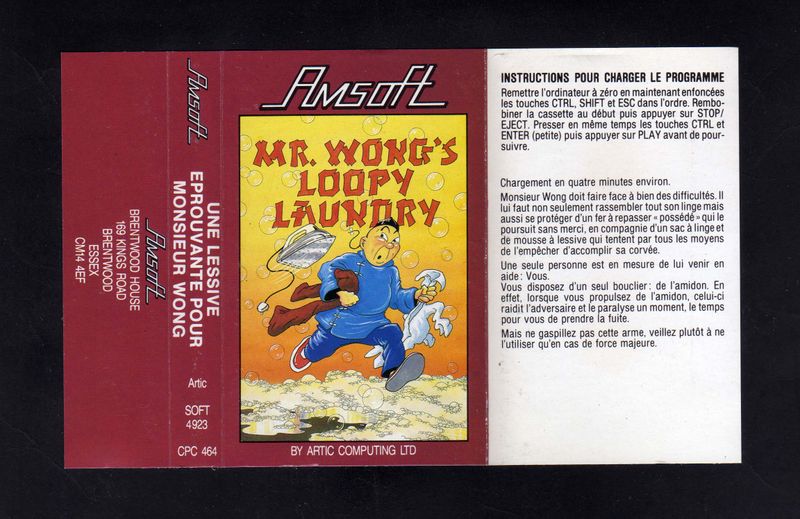 Amsoft
BRENTWOOD HOUSE
169 KINGS ROAD
BRENTWOOD
ESSEX
CM14 4EF
Amsoft
UNE LESSIVE
EPROUVANTE POUR
MONSIEUR WONG
Artic
SOFT
4923
CPC 464
Amsoft
MR. WONG'S
LOOPY
LAUNDRY
BY ARTIC COMPUTING LTD
INSTRUCTIONS POUR CHARGER LE PROGRAMME
Remettre l'ordinateur à zéro en maintenant enfoncées
les touches CTRL, SHIFT et ESC dans l'ordre. Rembo-
biner la cassette au début puis appuyer sur STOP/
EJECT. Presser en même temps les touches CTRL et
ENTER (petite) puis appuyer sur PLAY avant de pour-
suivre.
Chargement en quatre minutes environ.
Monsieur Wong doit faire face à bien des difficultés. Il
lui faut non seulement rassembler tout son linge mais
aussi se protéger d'un fer à repasser « possédé » qui le
poursuit sans merci, en compagnie d'un sac à linge et
de mousse à lessive qui tentent par tous les moyens
de l'empêcher d'accomplir sa corvée.
Une seule personne est en mesure de lui venir en
aide : Vous.
Vous disposez d'un seul bouclier : de l'amidon. En
effet, lorsque vous propulsez de l'amidon, celui-ci
raidit l'adversaire et le paralyse un moment, le temps
pour vous de prendre la fuite.
Mais ne gaspillez pas cette arme, veillez plutôt à ne
l'utiliser qu'en cas de force majeure.